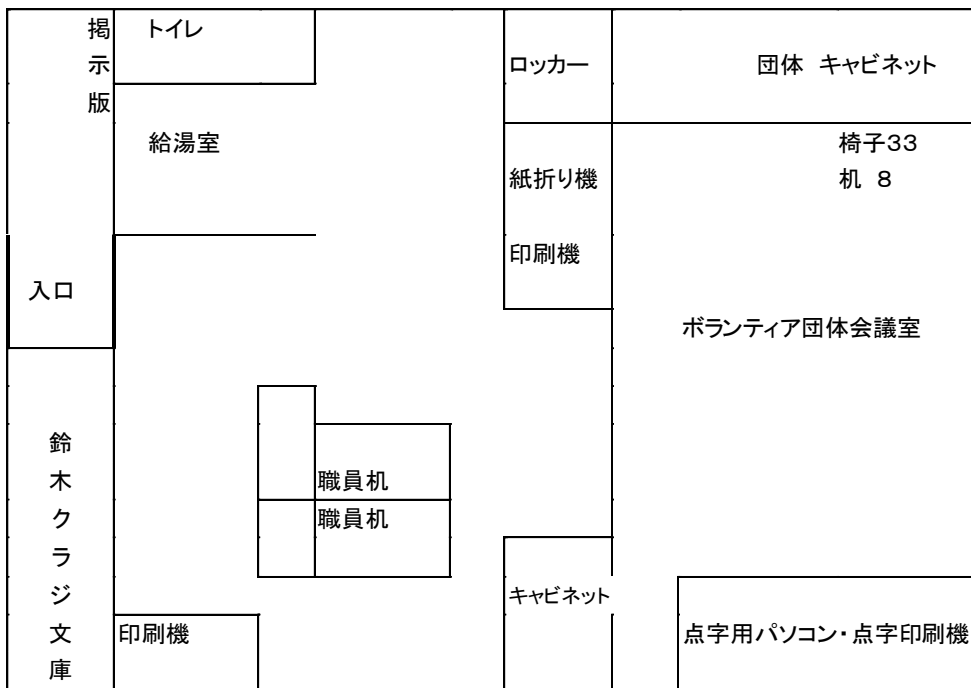 掲示版
トイレ
ロッカー
団体 キャビネット
給湯室
椅子33
紙折り機
机 8
印刷機
入口
ボランティア団体会議室
鈴木クラジ文庫
職員机
職員机
キャビネット
印刷機
点字用パソコン・点字印刷機